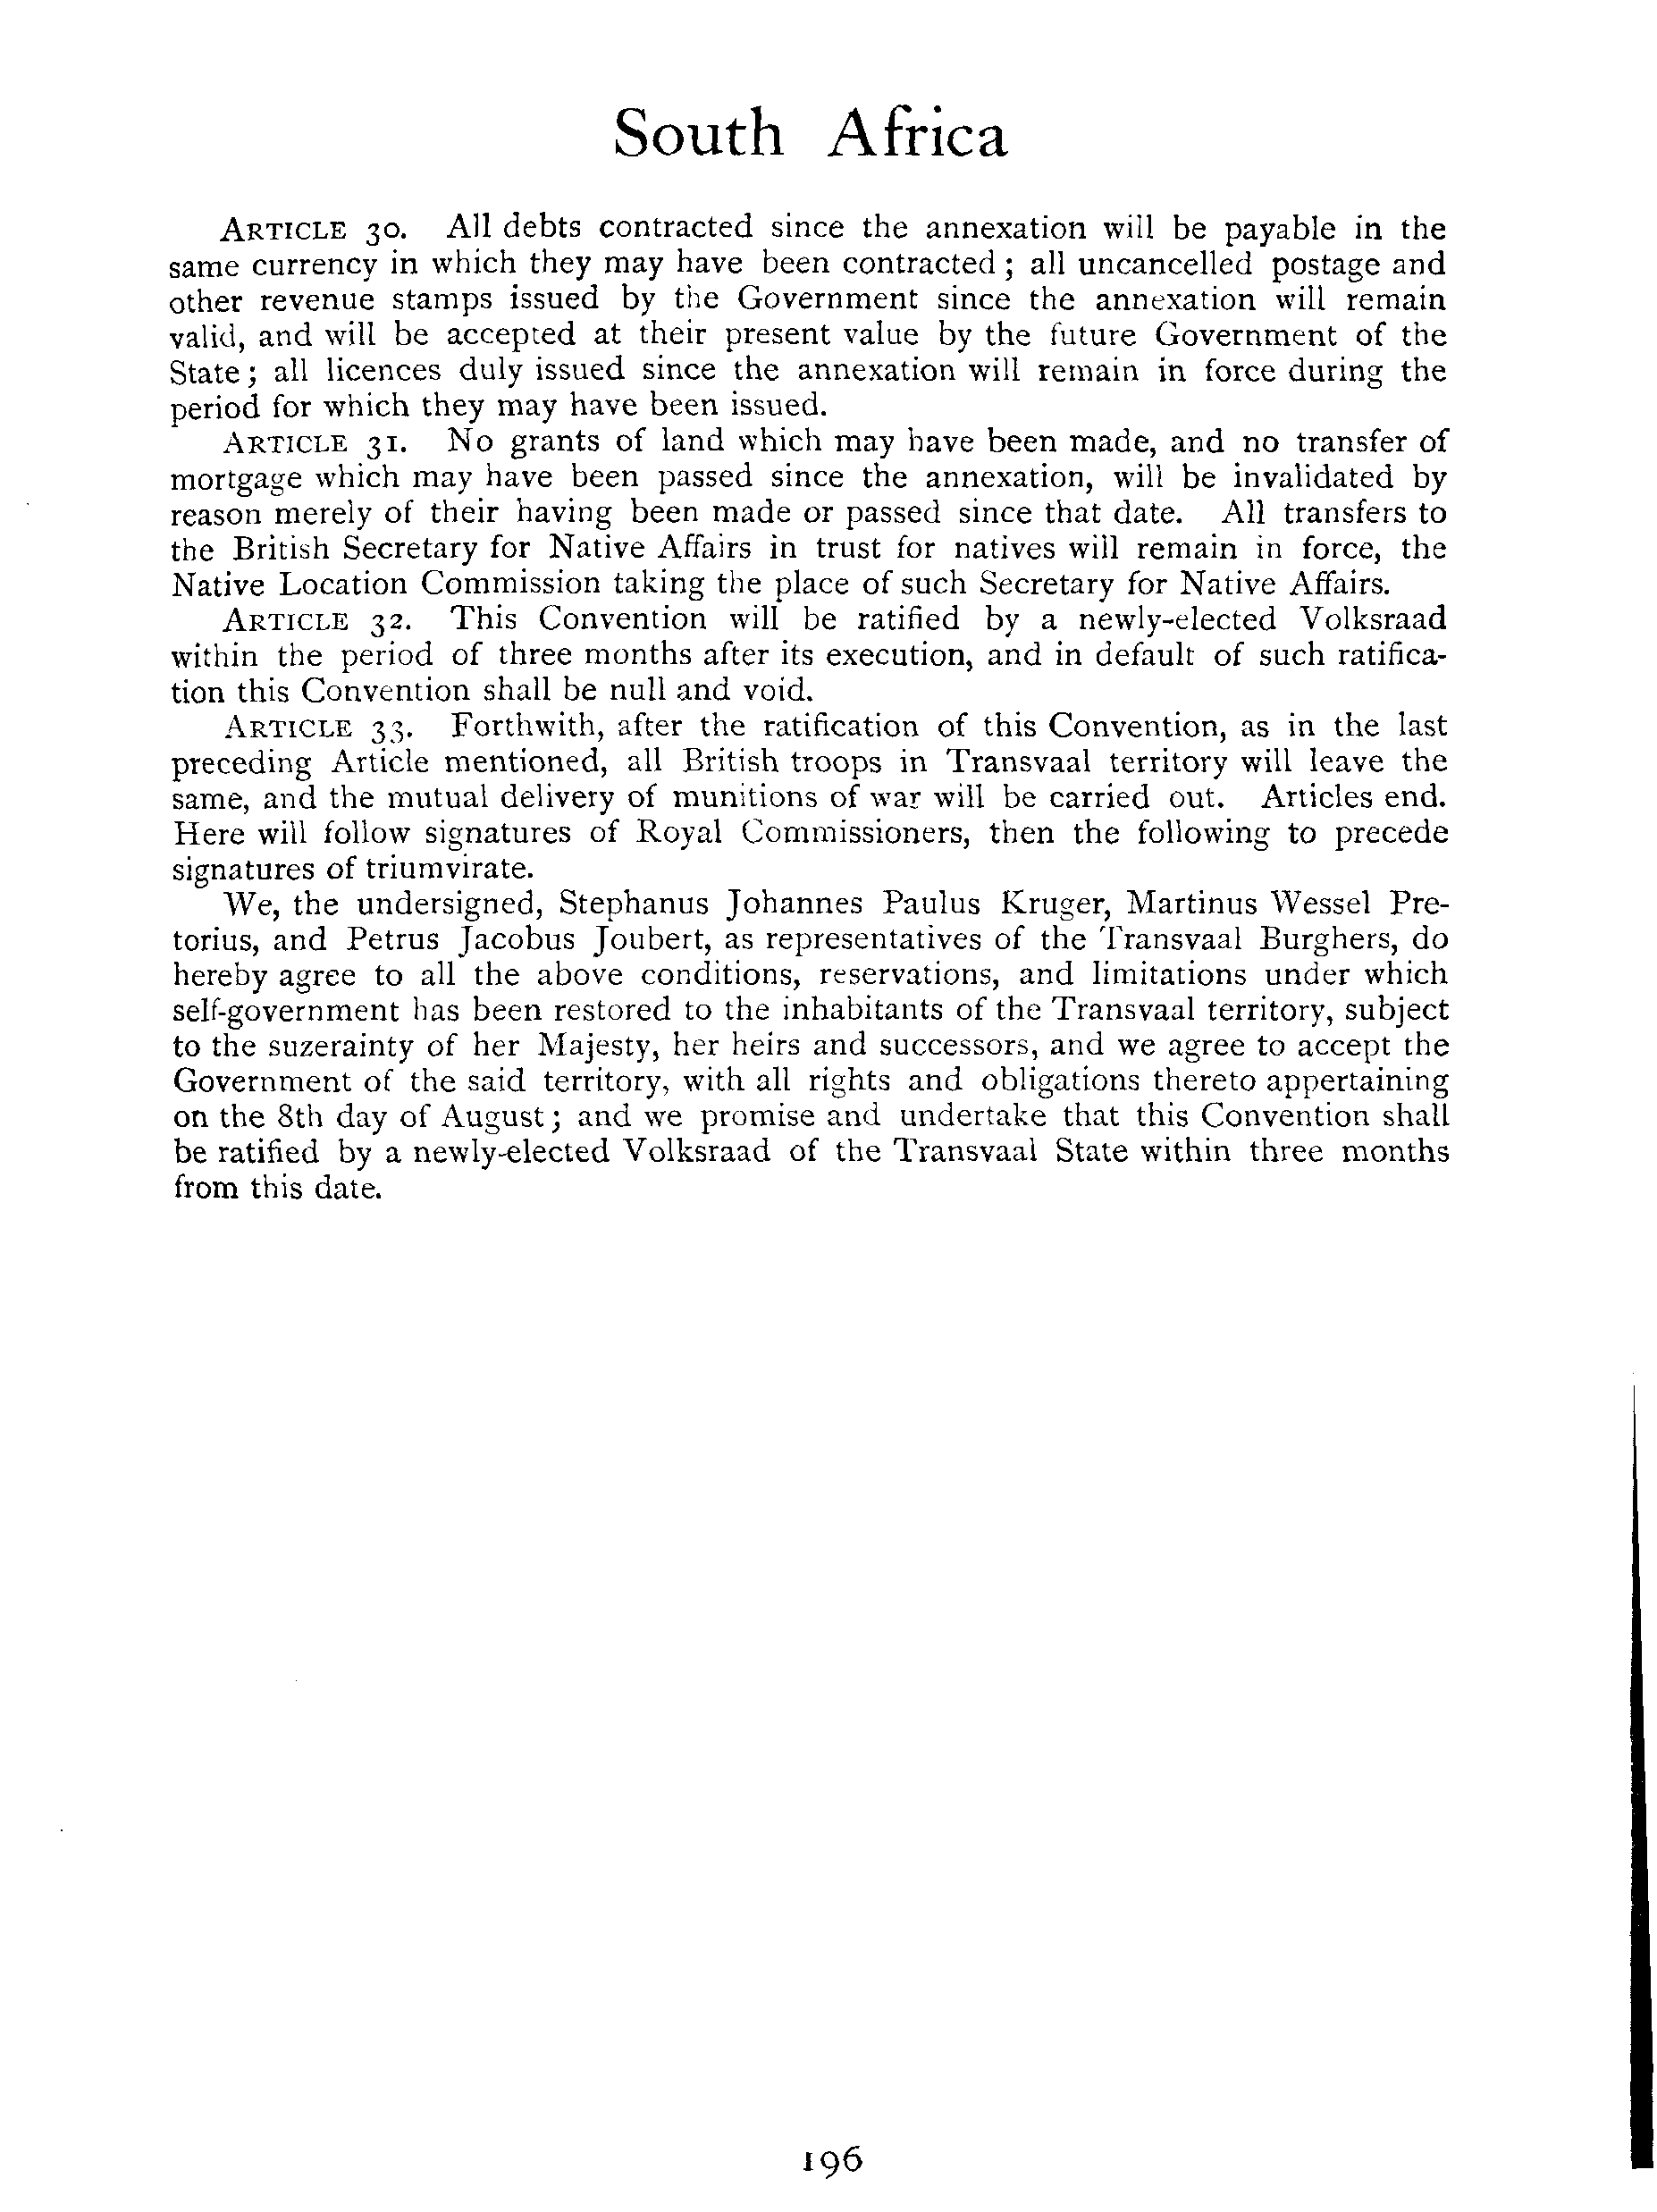 South Africa
ARTICLE 30. All debts contracted since the annexation will be payable in the
same currency in which they may have been contracted; all uncancelled postage and
other revenue stamps issued by the Government since the annexation will remain
valid, and will be accepted at their present value by the future Government of the
State; all licences duly issued since the annexation will remain in force during the
period for which they may have been issued.
ARTICLE 31. No grants of land which may have been made, and no transfer of
mortgage which may have been passed since the annexation, will be invalidated by
reason merely of their having been made or passed since that date. All transfers to
the British Secretary for Native Affairs in trust for natives will remain in force, the
Native Location Commission taking the place of such Secretary for Native Affairs.
ARTICLE 32. This Convention will be ratified by a newly-elected Volksraad
within the period of three months after its execution, and in default of such ratifica-
tion this Convention shall be null and void.
ARTICLE 33. Forthwith, after the ratification of this Convention, as in the last
preceding Article mentioned, all British troops in Transvaal territory will leave the
same, and the mutual delivery of munitions of war will be carried out. Articles end.
Here will follow signatures of Royal Commissioners, then the following to precede
signatures of triumvirate.
We, the undersigned, Stephanus Johannes Paulus Kruger, Martinus Wessel Pre-
torius, and Petrus Jacobus Joubert, as representatives of the Transvaal Burghers, do
hereby agree to all the above conditions, reservations, and limitations under which
self-government has been restored to the inhabitants of the Transvaal territory, subject
to the suzerainty of her Majesty, her heirs and successors, and we agree to accept the
Government of the said territory, with all rights and obligations thereto appertaining
on the 8th day of August; and we promise and undertake that this Convention shall
be ratified by a newly-elected Volksraad of the Transvaal State within three months
from this date.
196